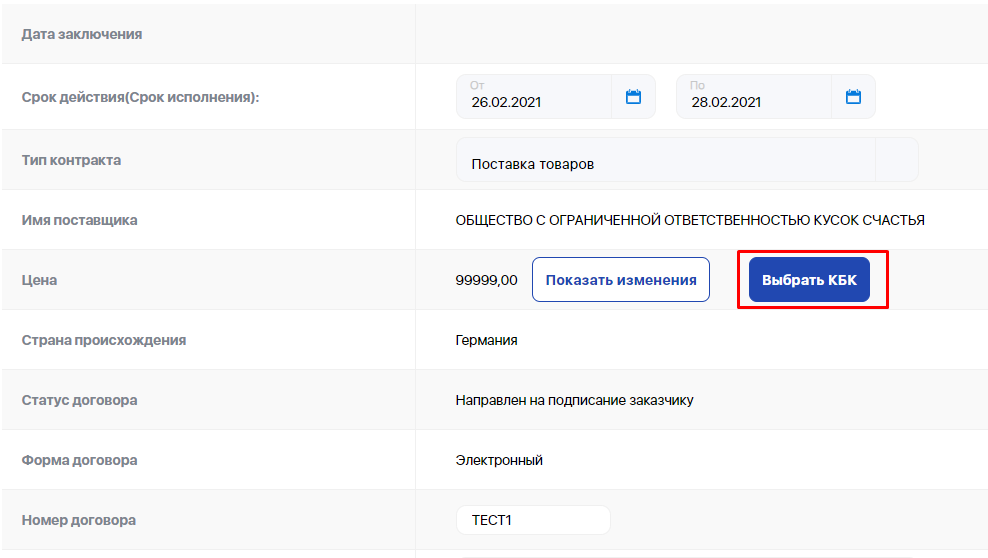 Дата заключения
Срок действия(Срок исполнения):
От
26.02.2021
По
28.02.2021
Тип контракта
Поставка товаров
Имя поставщика
ОБЩЕСТВО С ОГРАНИЧЕННОЙ ОТВЕТСТВЕННОСТЬЮ КУСОК СЧАСТЬЯ
Цена
99999,00
Показать изменения
Выбрать КБК
Страна происхождения
Германия
Статус договора
Направлен на подписание заказчику
Форма договора
Электронный
Номер договора
ТЕСТ1